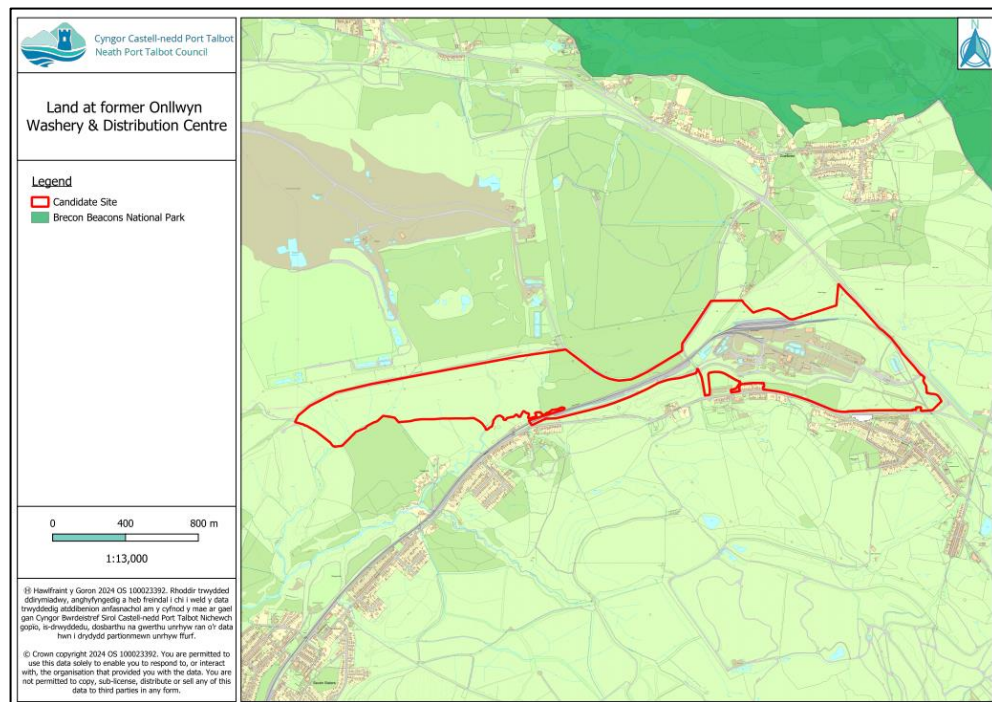 Cyngor Castell-nedd Port Talbot
Neath Port Talbot Council
Land at former Onllwyn
Washery & Distribution Centre
Legend
Candidate Site
Brecon Beacons National Park
0 400 800 m
1:13,000
Hawlfraint y Goron 2024 OS 100023392. Rhoddir trwydded
ddirymiadwy, anghyfyngedig a heb freindal i chi i weld y data
trwyddedig atddibenion anfasnachol am y cyfnod y mae ar gael
gan Cyngor Bwrdeistref Sirol Castell-nedd Port Talbot Nichewch
gopïo, is-drwyddedu, dosbarthu na gwerthu unrhyw ran o'r data
hwn i drydydd partionmewn unrhyw ffurf.
© Crown copyright 2024 OS 100023392. You are permitted to
use this data solely to enable you to respond to, or interact
with, the organisation that provided you with the data. You are
not permitted to copy, sub-license, distribute or sell any of this
data to third parties in any form.
N